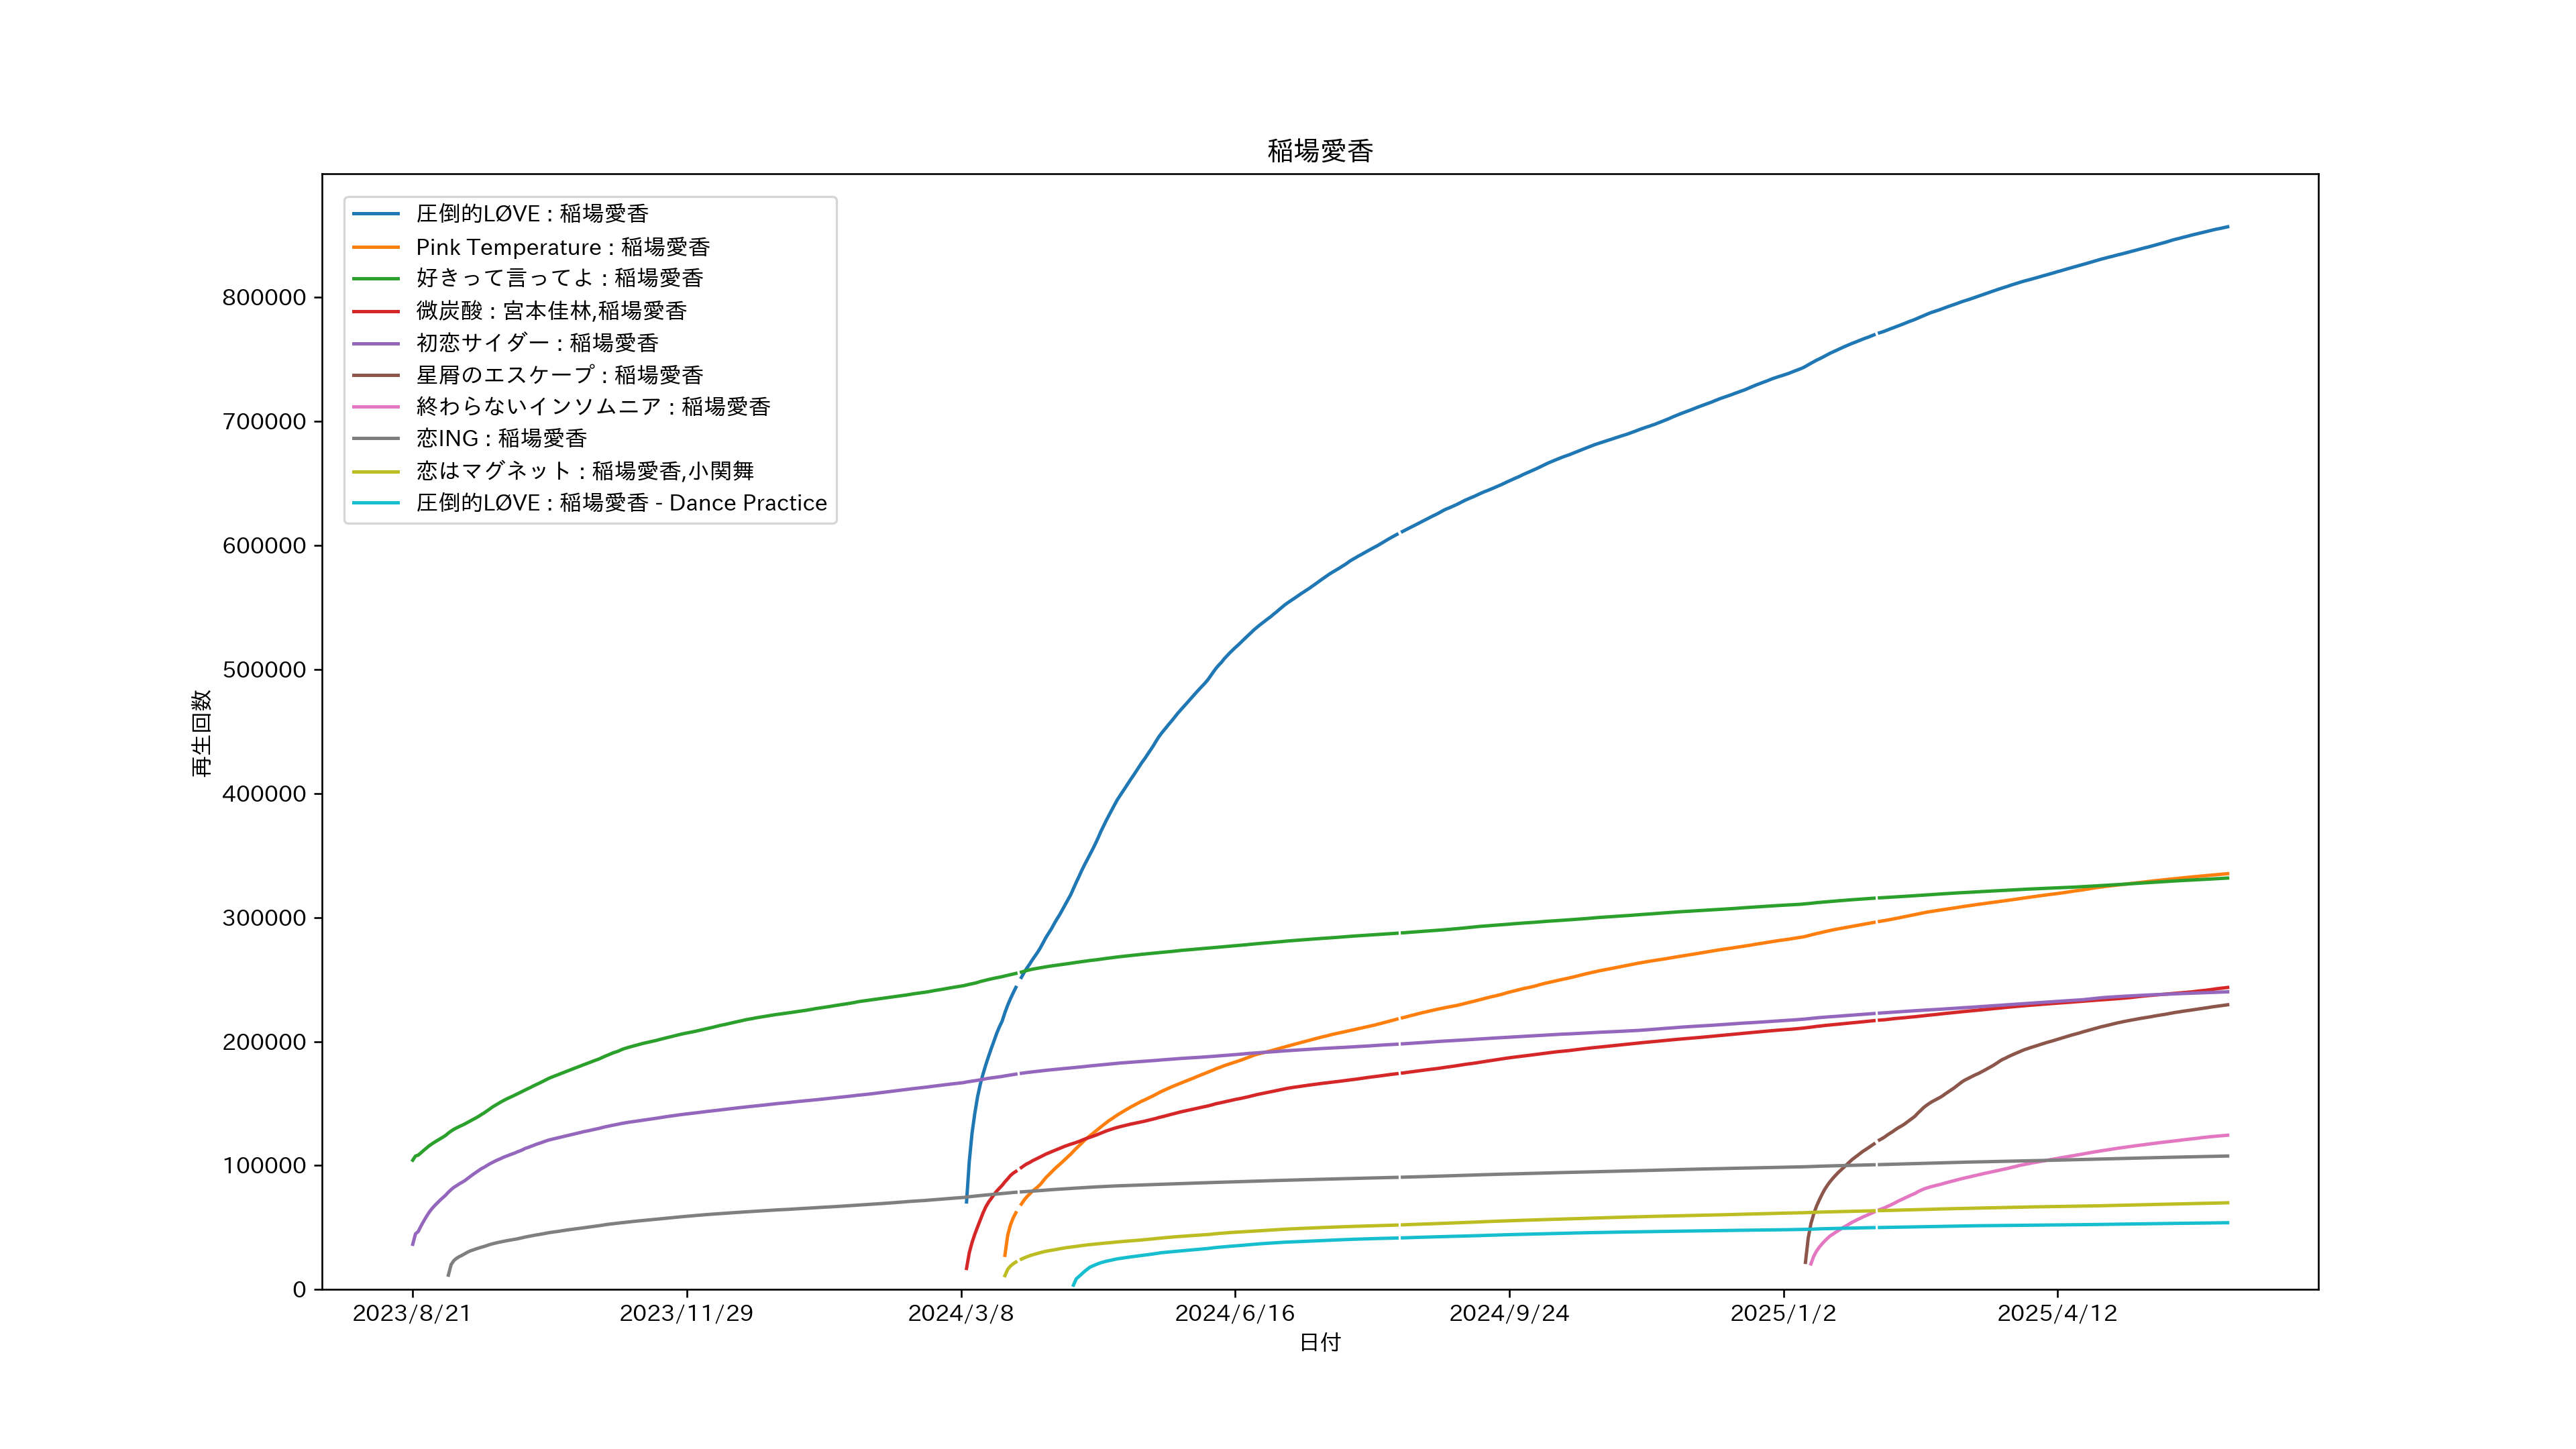 稲場愛香
圧倒的LØVE : 稲場愛香
Pink Temperature : 稲場愛香
好きって言ってよ : 稲場愛香
微炭酸 : 宮本佳林,稲場愛香
初恋サイダー : 稲場愛香
星屑のエスケープ : 稲場愛香
終わらないインソムニア : 稲場愛香
恋ING : 稲場愛香
恋はマグネット : 稲場愛香,小関舞
圧倒的LØVE : 稲場愛香 - Dance Practice
800000
700000
600000
500000
400000
300000
200000
100000
0
再生回数
2023/8/21
2023/11/29
2024/3/8
2024/6/16
2024/9/24
2025/1/2
2025/4/12
日付